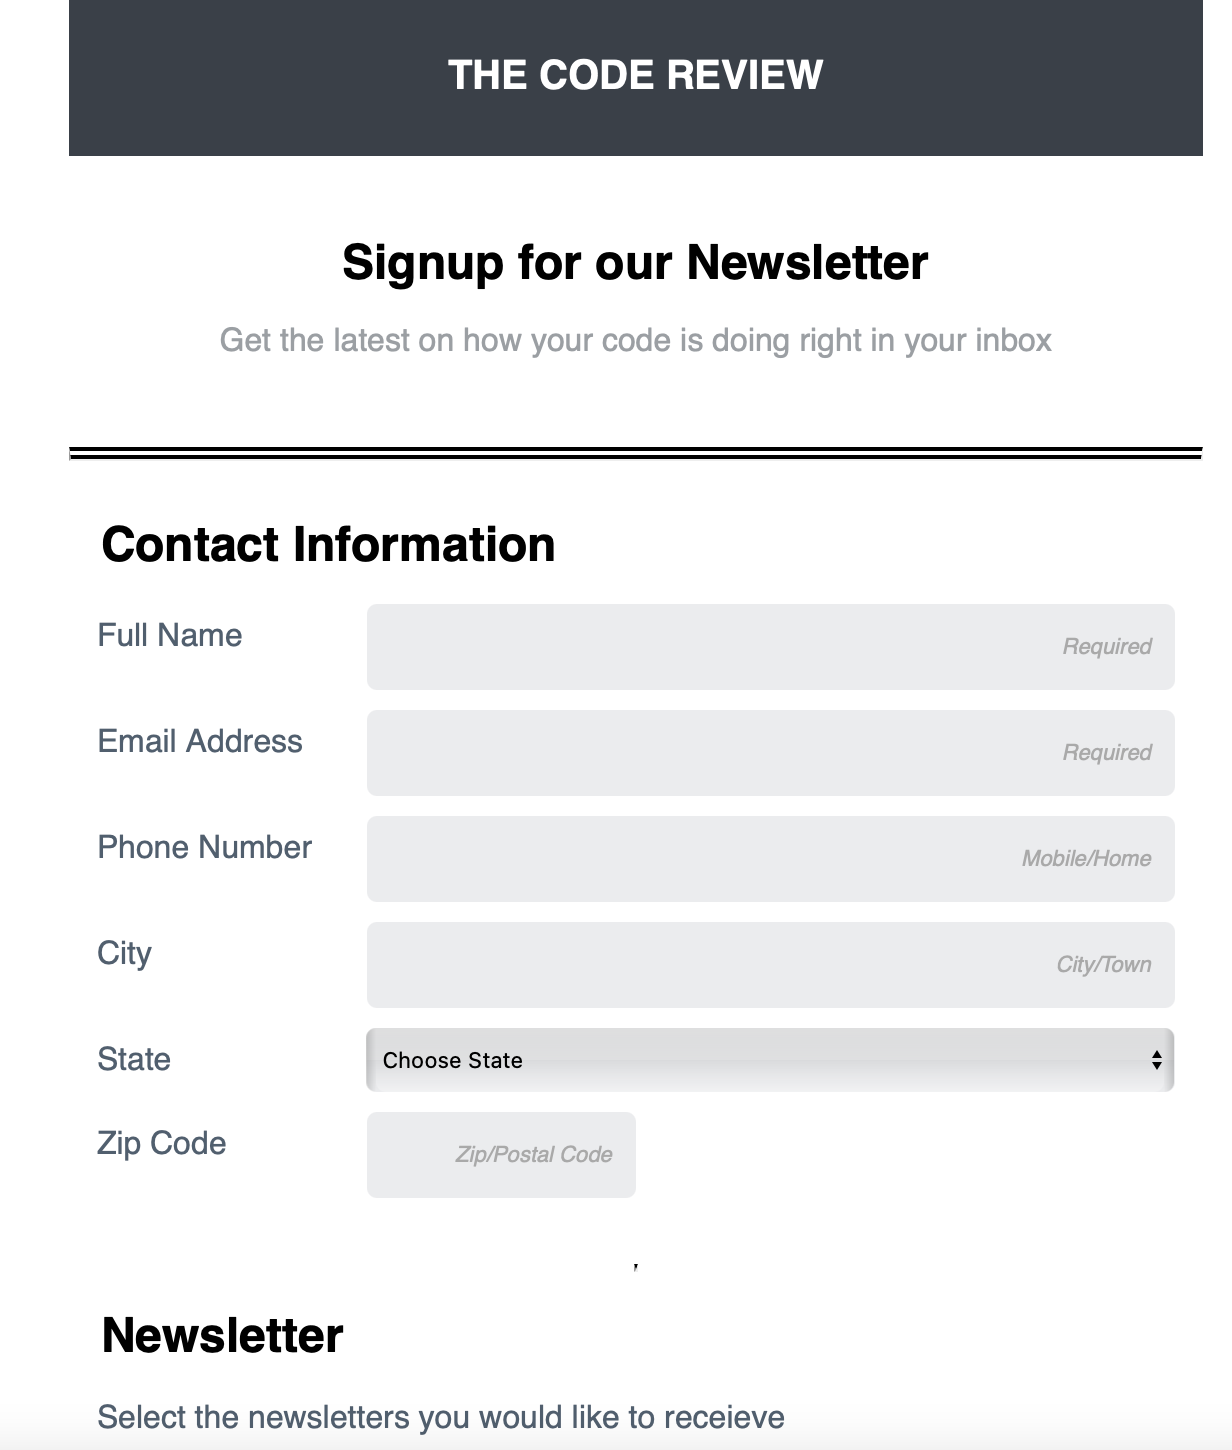 THE CODE REVIEW
Signup for our Newsletter
Get the latest on how your code is doing right in your inbox
Contact Information
Full Name
Required
Email Address
Required
Phone Number
Mobile/Home
City
City/Town
State
Choose State
Zip Code
Zip/Postal Code
Newsletter
Select the newsletters you would like to receieve